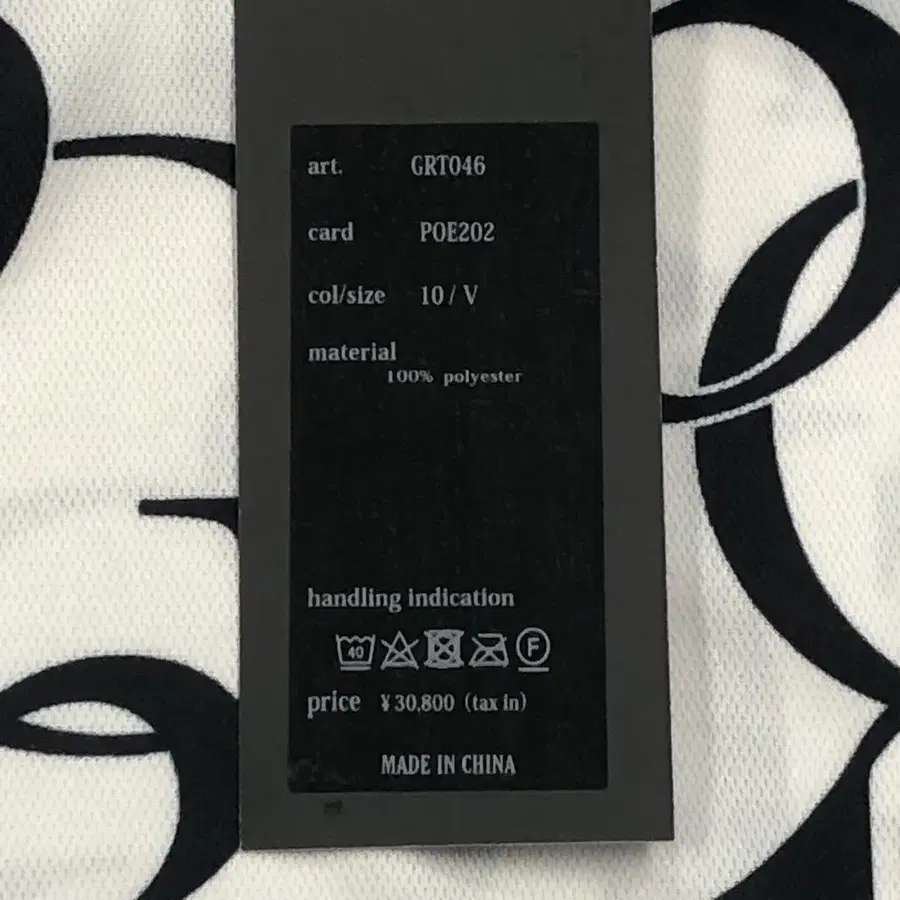 art. GRT046
card POE202
col/size 10 / V
material
100% polyester
handling indication
40 F
price ¥30,800 (tax in)
MADE IN CHINA